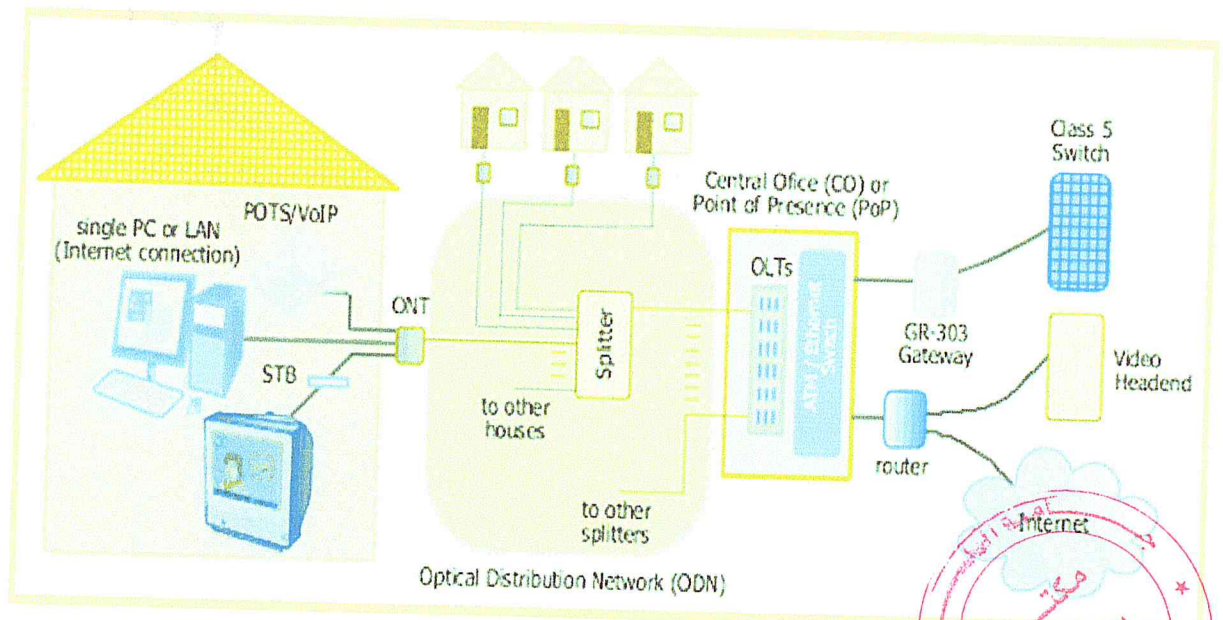 Class 5
Switch
Central Ofice (CO) or
Point of Presence (PoP)
POTS/VoIP
single PC or LAN
(Internet connection)
OLTs
ONT
ATM / Ethernet
Switch
Splitter
GR-303
Gateway
Video
Headend
STB
to other
houses
router
to other
splitters
Internet
Optical Distribution Network (ODN)